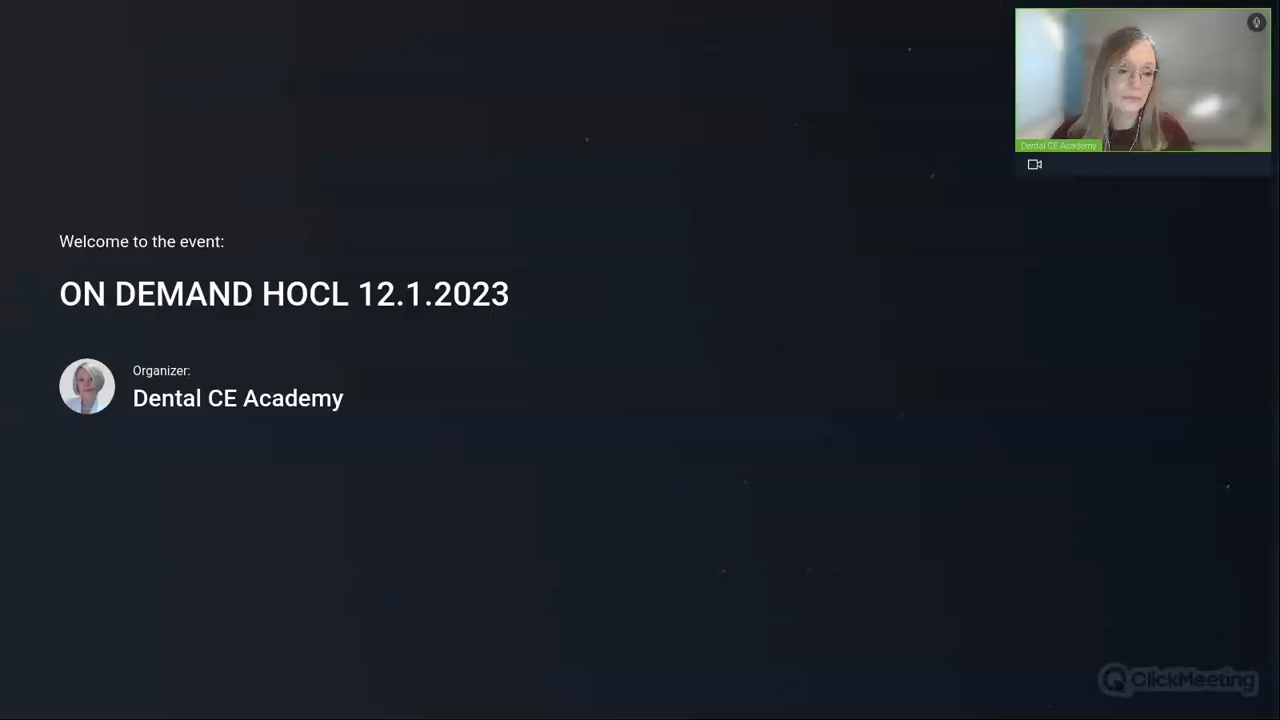 Dental CE Academy
Welcome to the event:
ON DEMAND HOCL 12.1.2023
Organizer:
Dental CE Academy
ClickMeeting